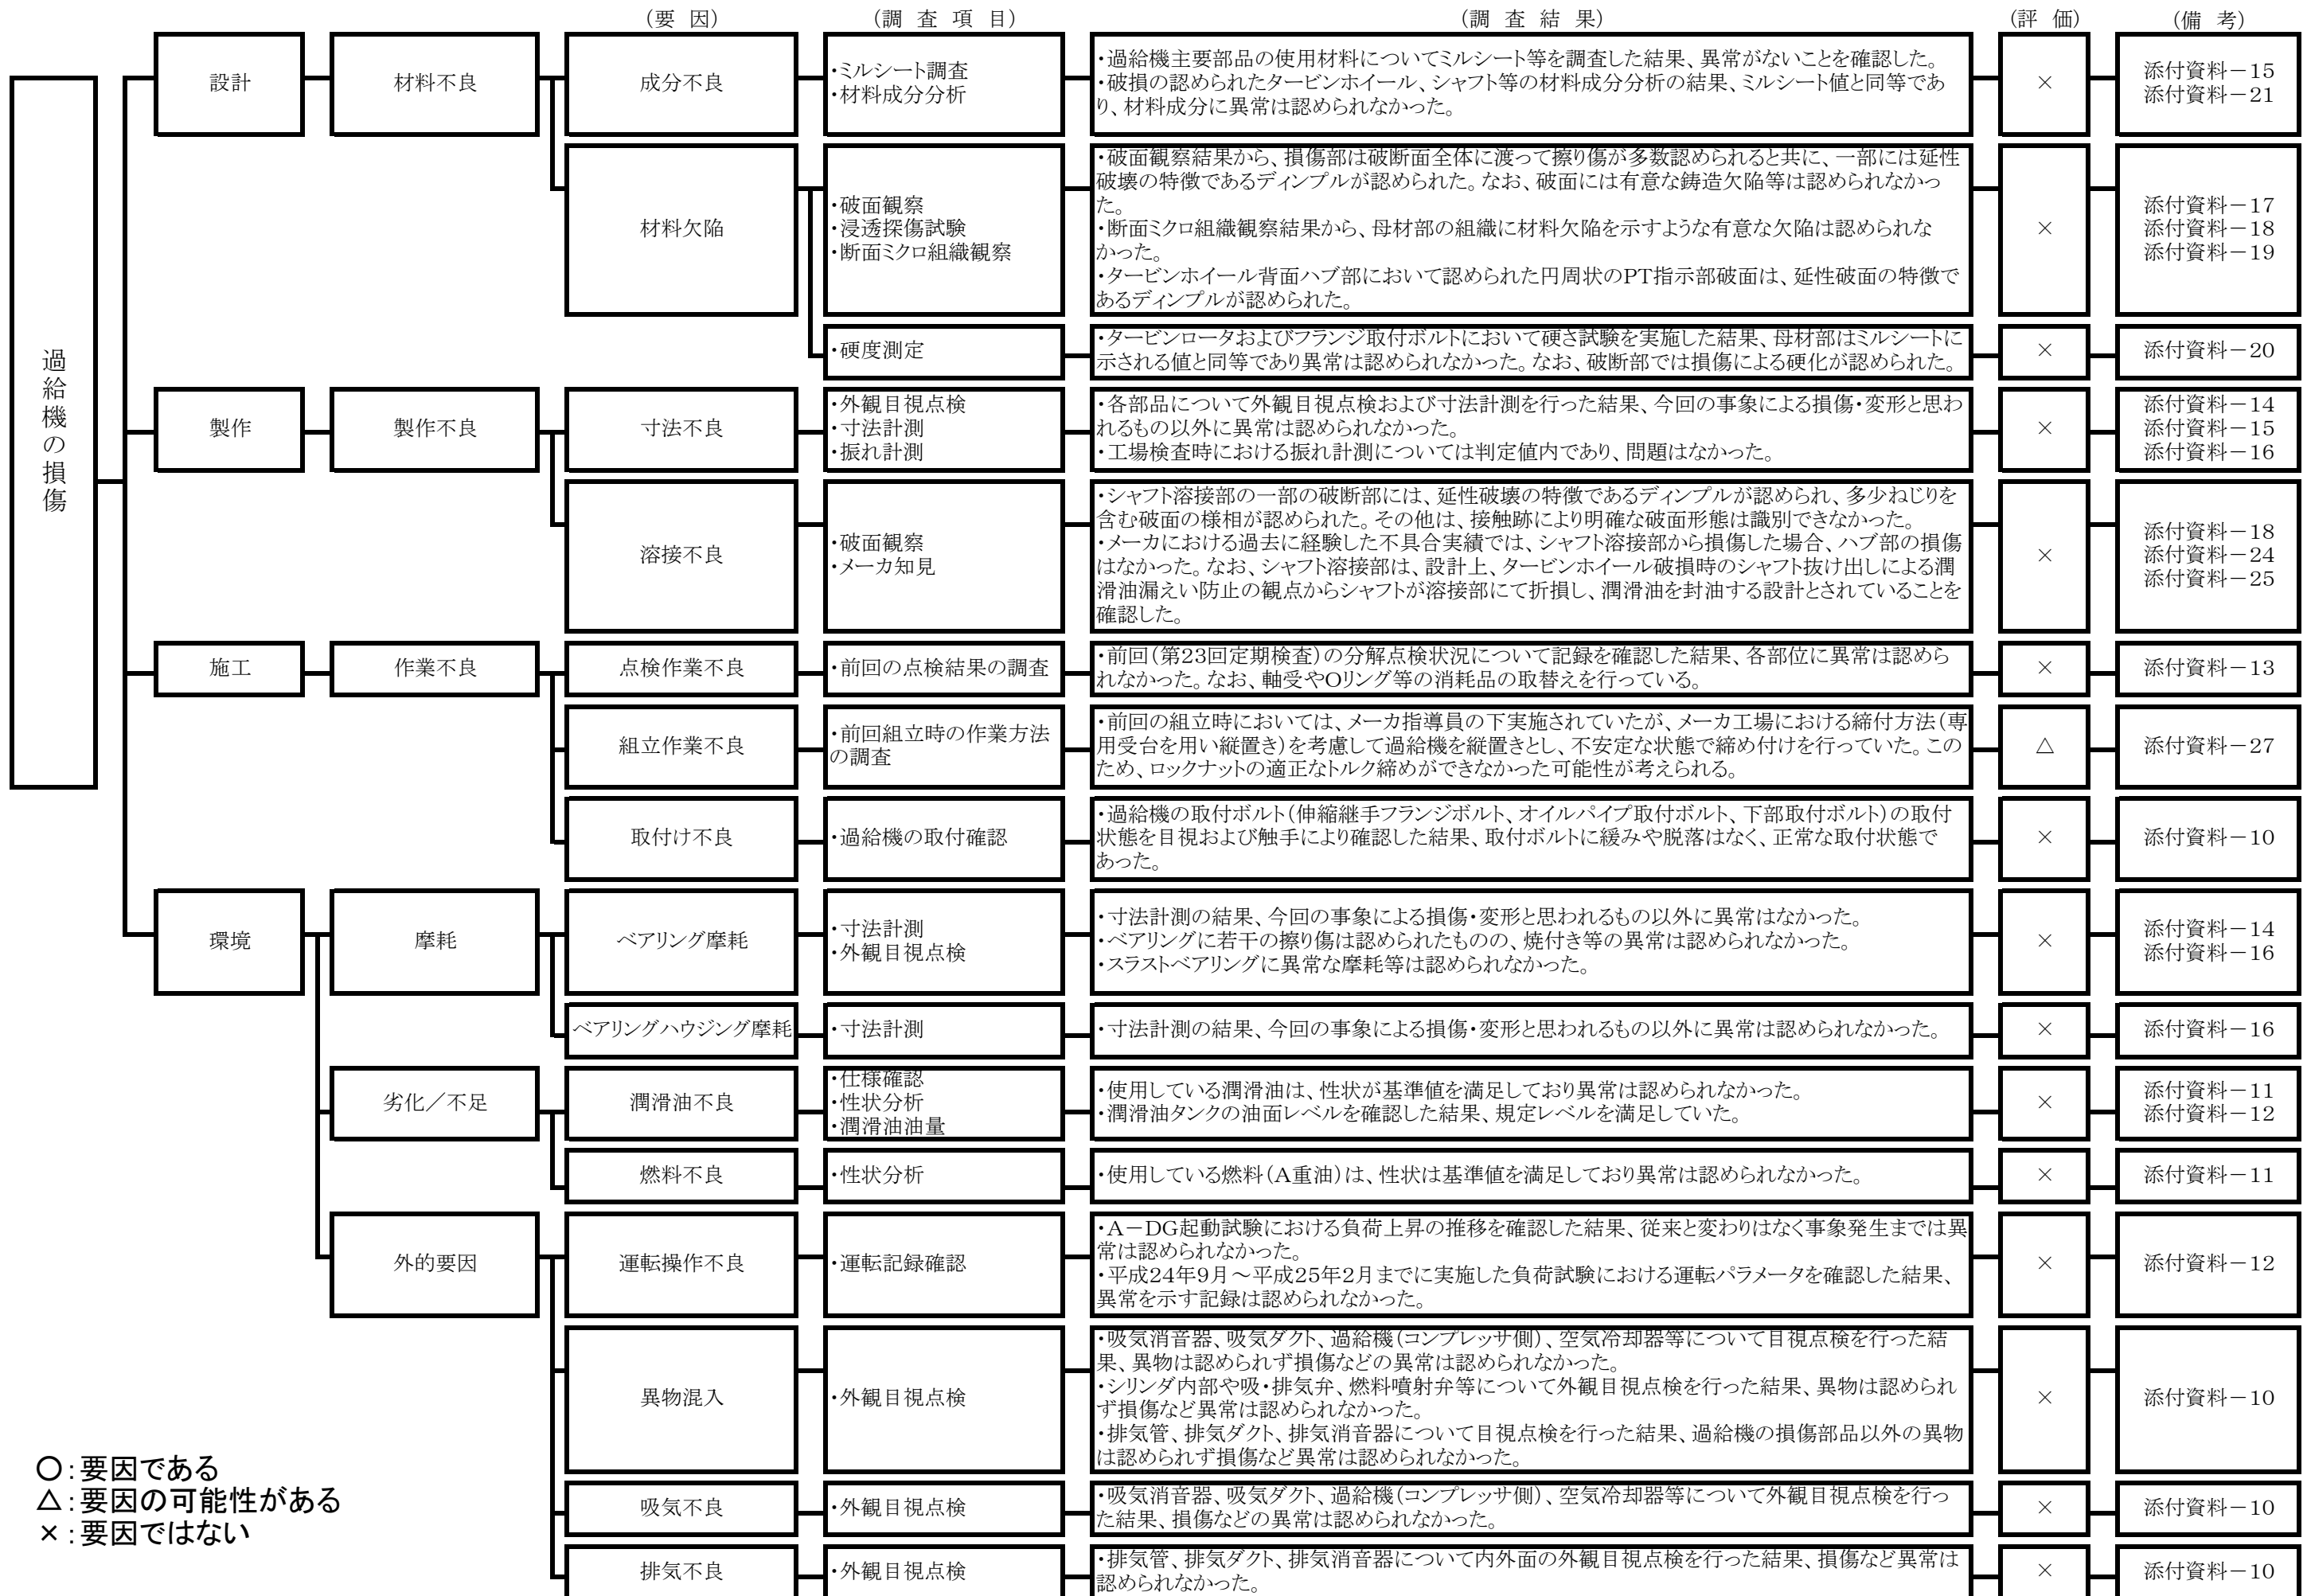 (要 因)
(調 査 項 目)
(調 査 結 果)
(評 価)
(備 考)
過給機の損傷
設計
材料不良
成分不良
・ミルシート調査
・材料成分分析
・過給機主要部品の使用材料についてミルシート等を調査した結果、異常がないことを確認した。
・破損の認められたタービンホイール、シャフト等の材料成分分析の結果、ミルシート値と同等であ
り、材料成分に異常は認められなかった。
×
添付資料－15
添付資料－21
材料欠陥
・破面観察
・浸透探傷試験
・断面ミクロ組織観察
・破面観察結果から、損傷部は破断面全体に渡って擦り傷が多数認められると共に、一部には延性
破壊の特徴であるディンプルが認められた。なお、破面には有意な鋳造欠陥等は認められなかっ
た。
・断面ミクロ組織観察結果から、母材部の組織に材料欠陥を示すような有意な欠陥は認められな
かった。
・タービンホイール背面ハブ部において認められた円周状のPT指示部破面は、延性破面の特徴で
あるディンプルが認められた。
×
添付資料－17
添付資料－18
添付資料－19
・硬度測定
・タービンロータおよびフランジ取付ボルトにおいて硬さ試験を実施した結果、母材部はミルシートに
示される値と同等であり異常は認められなかった。なお、破断部では損傷による硬化が認められた。
×
添付資料－20
製作
製作不良
寸法不良
・外観目視点検
・寸法計測
・振れ計測
・各部品について外観目視点検および寸法計測を行った結果、今回の事象による損傷・変形と思わ
れるもの以外に異常は認められなかった。
・工場検査時における振れ計測については判定値内であり、問題はなかった。
×
添付資料－14
添付資料－15
添付資料－16
溶接不良
・破面観察
・メーカ知見
・シャフト溶接部の一部の破断部には、延性破壊の特徴であるディンプルが認められ、多少ねじりを
含む破面の様相が認められた。その他は、接触跡により明確な破面形態は識別できなかった。
・メーカにおける過去に経験した不具合実績では、シャフト溶接部から損傷した場合、ハブ部の損傷
はなかった。なお、シャフト溶接部は、設計上、タービンホイール破損時のシャフト抜け出しによる潤
滑油漏えい防止の観点からシャフトが溶接部にて折損し、潤滑油を封油する設計とされていることを
確認した。
×
添付資料－18
添付資料－24
添付資料－25
施工
作業不良
点検作業不良
・前回の点検結果の調査
・前回(第23回定期検査)の分解点検状況について記録を確認した結果、各部位に異常は認めら
れなかった。なお、軸受やOリング等の消耗品の取替えを行っている。
×
添付資料－13
組立作業不良
・前回組立時の作業方法
の調査
・前回の組立時においては、メーカ指導員の下実施されていたが、メーカ工場における締付方法(専
用受台を用い縦置き)を考慮して過給機を縦置きとし、不安定な状態で締め付けを行っていた。この
ため、ロックナットの適正なトルク締めができなかった可能性が考えられる。
△
添付資料－27
取付け不良
・過給機の取付確認
・過給機の取付ボルト(伸縮継手フランジボルト、オイルパイプ取付ボルト、下部取付ボルト)の取付
状態を目視および触手により確認した結果、取付ボルトに緩みや脱落はなく、正常な取付状態で
あった。
×
添付資料－10
環境
摩耗
ベアリング摩耗
・寸法計測
・外観目視点検
・寸法計測の結果、今回の事象による損傷・変形と思われるもの以外に異常はなかった。
・ベアリングに若干の擦り傷は認められたものの、焼付き等の異常は認められなかった。
・スラストベアリングに異常な摩耗等は認められなかった。
×
添付資料－14
添付資料－16
ベアリングハウジング摩耗
・寸法計測
・寸法計測の結果、今回の事象による損傷・変形と思われるもの以外に異常は認められなかった。
×
添付資料－16
劣化／不足
潤滑油不良
・仕様確認
・性状分析
・潤滑油油量
・使用している潤滑油は、性状が基準値を満足しており異常は認められなかった。
・潤滑油タンクの油面レベルを確認した結果、規定レベルを満足していた。
×
添付資料－11
添付資料－12
燃料不良
・性状分析
・使用している燃料(A重油)は、性状は基準値を満足しており異常は認められなかった。
×
添付資料－11
外的要因
運転操作不良
・運転記録確認
・A－DG起動試験における負荷上昇の推移を確認した結果、従来と変わりはなく事象発生までは異
常は認められなかった。
・平成24年9月～平成25年2月までに実施した負荷試験における運転パラメータを確認した結果、
異常を示す記録は認められなかった。
×
添付資料－12
異物混入
・外観目視点検
・吸気消音器、吸気ダクト、過給機(コンプレッサ側)、空気冷却器等について目視点検を行った結
果、異物は認められず損傷などの異常は認められなかった。
・シリンダ内部や吸・排気弁、燃料噴射弁等について外観目視点検を行った結果、異物は認められ
ず損傷など異常は認められなかった。
・排気管、排気ダクト、排気消音器について目視点検を行った結果、過給機の損傷部品以外の異物
は認められず損傷など異常は認められなかった。
×
添付資料－10
吸気不良
・外観目視点検
・吸気消音器、吸気ダクト、過給機(コンプレッサ側)、空気冷却器等について外観目視点検を行っ
た結果、損傷などの異常は認められなかった。
×
添付資料－10
排気不良
・外観目視点検
・排気管、排気ダクト、排気消音器について内外面の外観目視点検を行った結果、損傷など異常は
認められなかった。
×
添付資料－10
○：要因である
△：要因の可能性がある
×：要因ではない